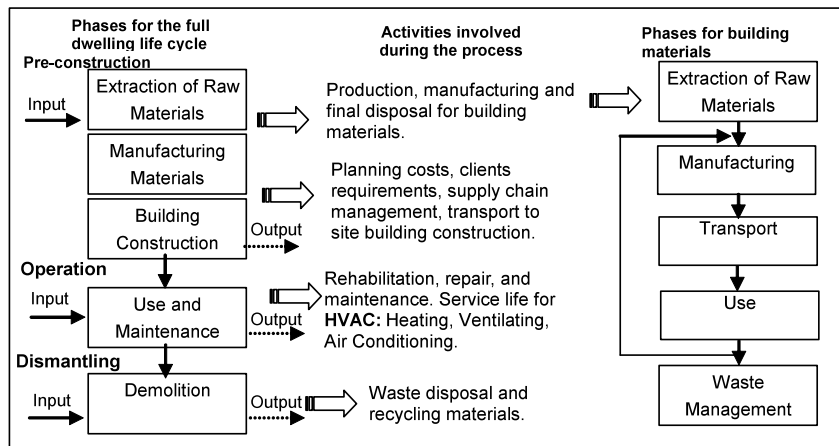 Phases for the full
dwelling life cycle
Pre-construction
Input
Extraction of Raw
Materials
Manufacturing
Materials
Building
Construction
Output
Operation
Input
Use and
Maintenance
Output
Dismantling
Input
Demolition
Output
Activities involved
during the process
Production, manufacturing and
final disposal for building
materials.
Planning costs, clients
requirements, supply chain
management, transport to
site building construction.
Rehabilitation, repair, and
maintenance. Service life for
HVAC: Heating, Ventilating,
Air Conditioning.
Waste disposal and
recycling materials.
Phases for building
materials
Extraction of Raw
Materials
Manufacturing
Transport
Use
Waste
Management